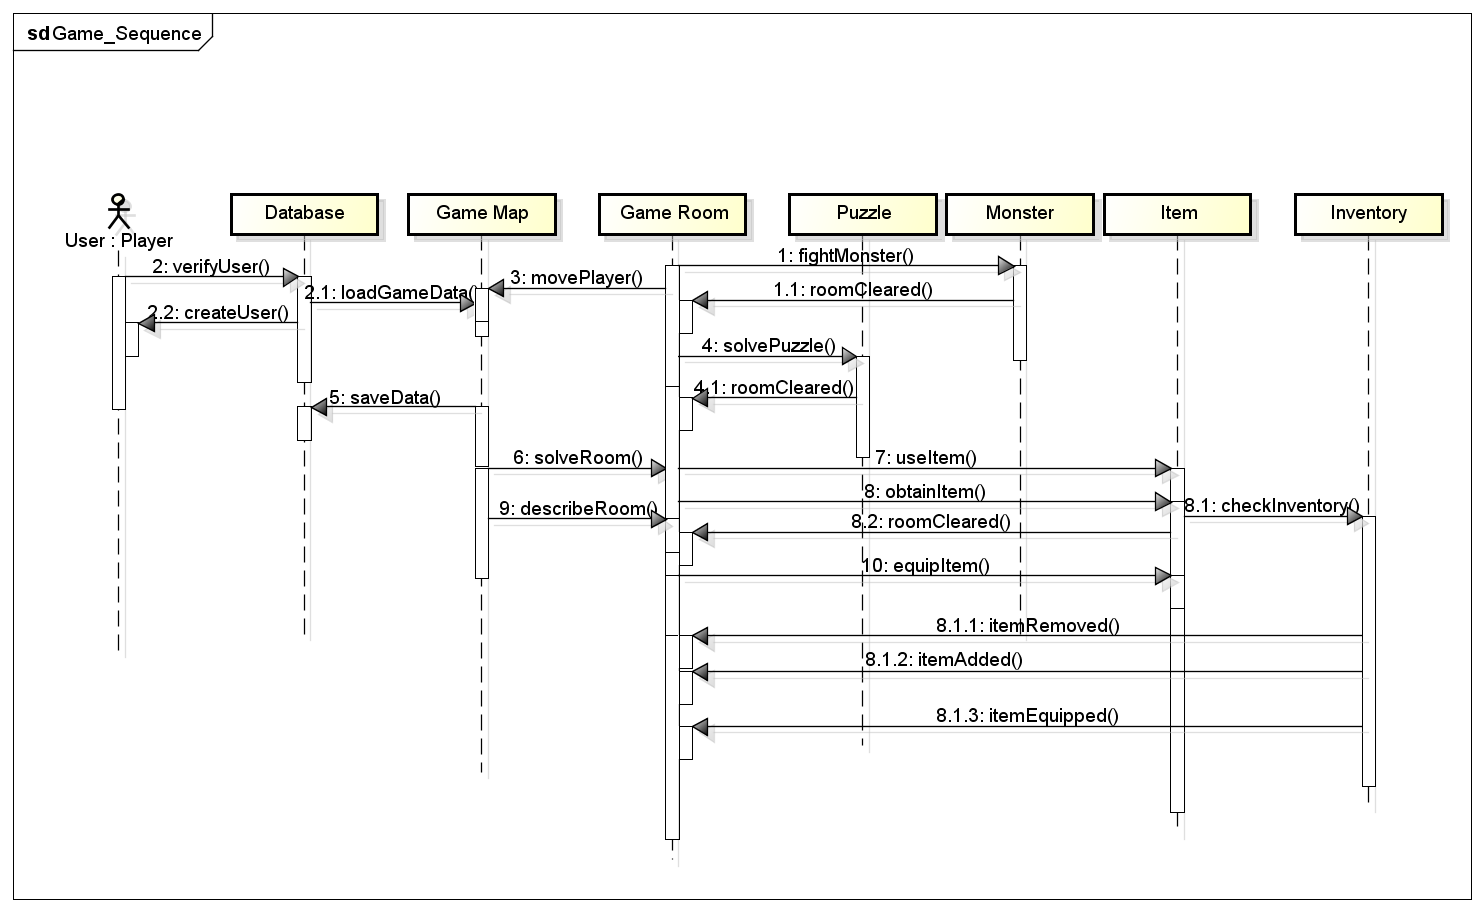 sd Game_Sequence
User : Player
Database
Game Map
Game Room
Puzzle
Monster
Item
Inventory
1: fightMonster()
2: verifyUser()
3: movePlayer()
1.1: roomCleared()
2.1: loadGameData()
2.2: createUser()
4: solvePuzzle()
4.1: roomCleared()
5: saveData()
6: solveRoom()
7: useItem()
8: obtainItem()
8.1: checkInventory()
9: describeRoom()
8.2: roomCleared()
10: equipItem()
8.1.1: itemRemoved()
8.1.2: itemAdded()
8.1.3: itemEquipped()